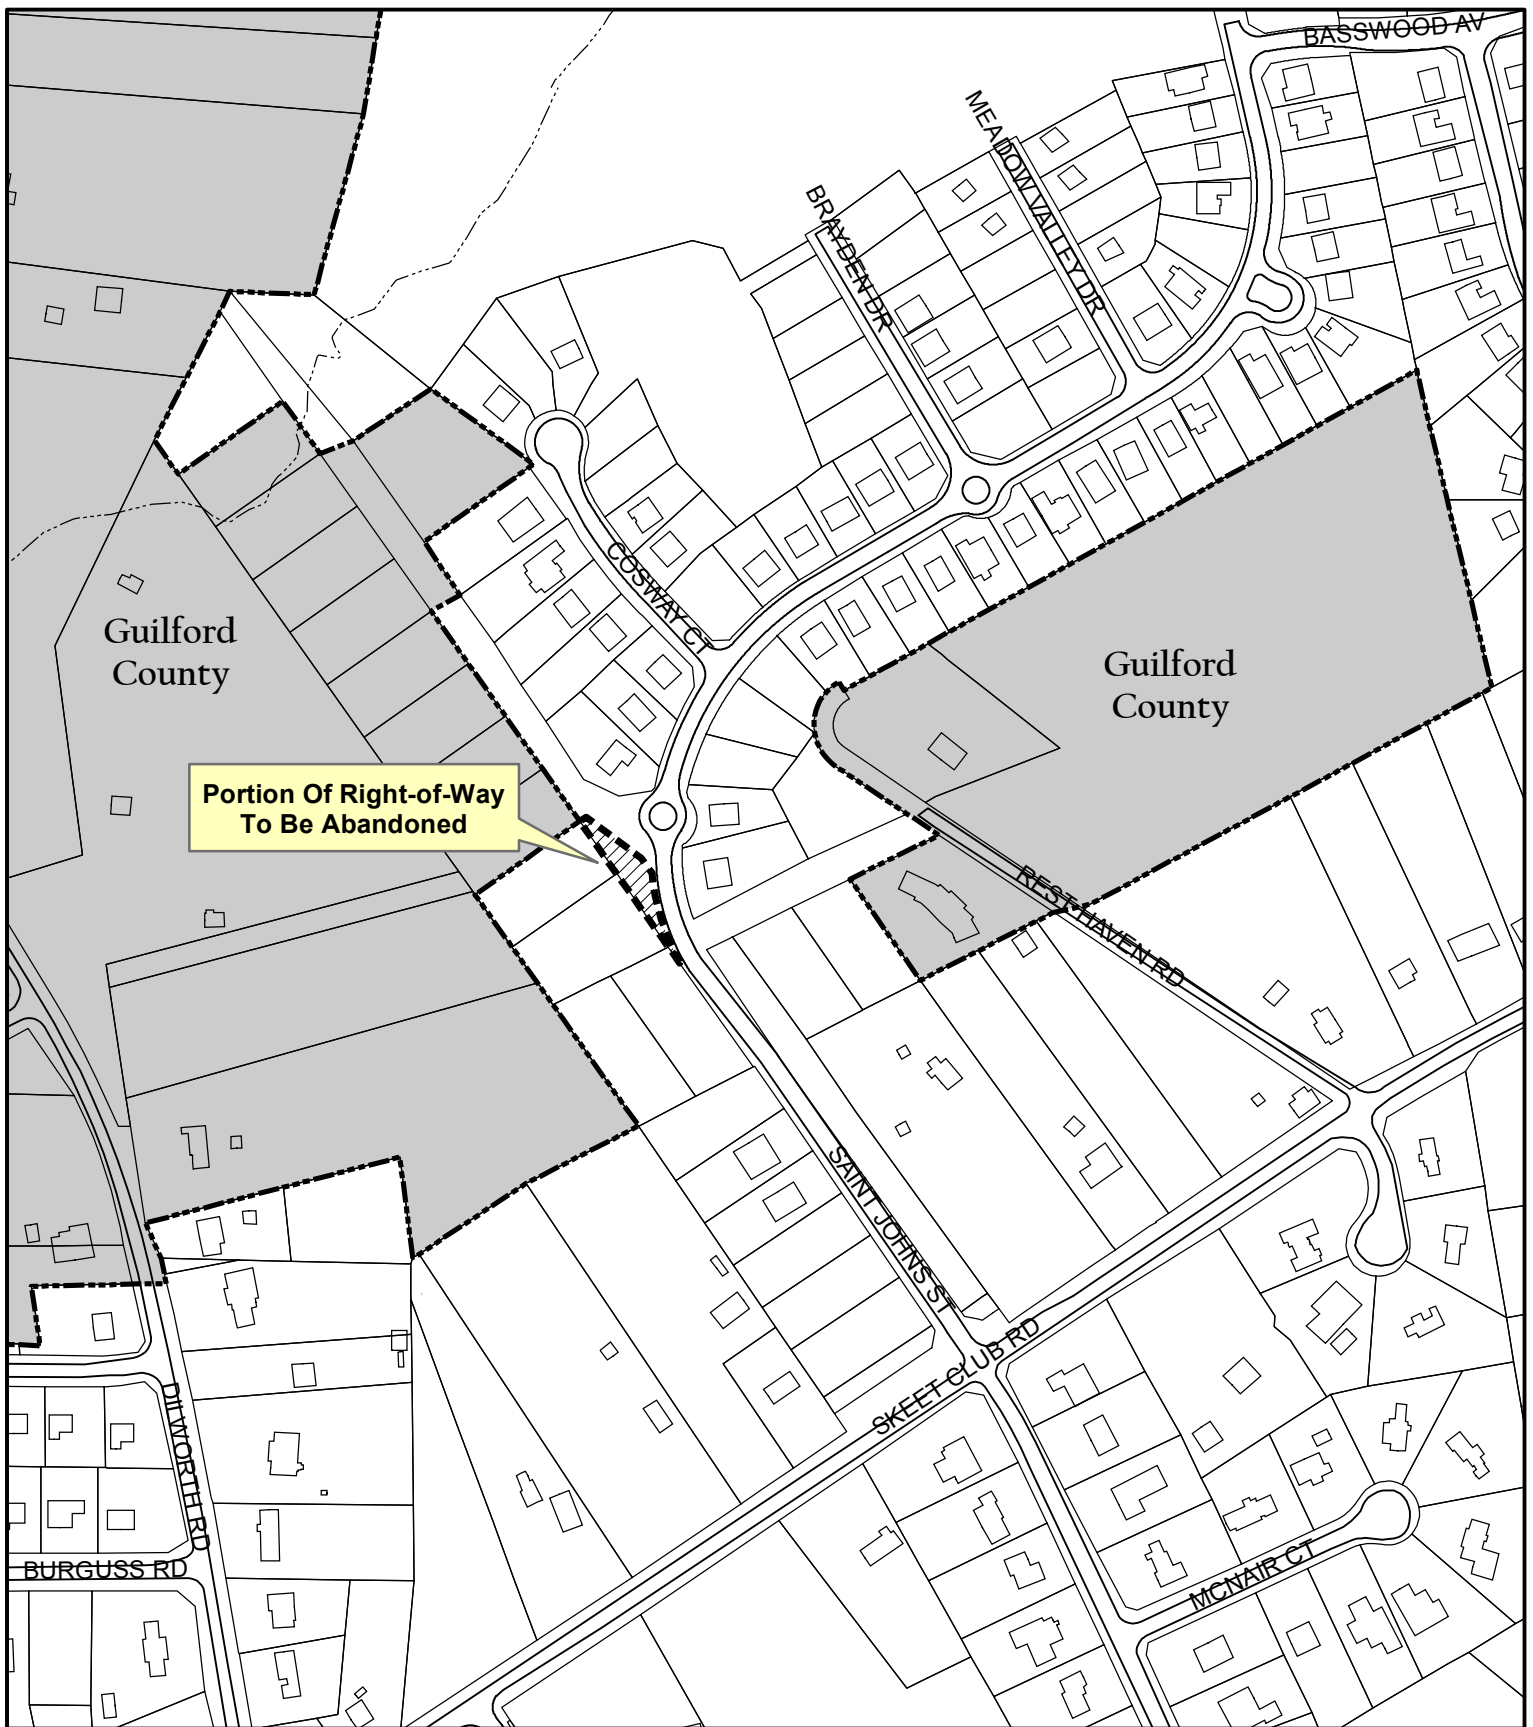 BASSWOOD AV
MEADOW VALLEY DR
BRAYDEN DR
COSWAY CT
Guilford
County
Guilford
County
Portion Of Right-of-Way
To Be Abandoned
REST HAVEN RD
SAINT JOHNS ST
SKEET CLUB RD
DILWORTH RD
BURGUSS RD
MCNAIR CT